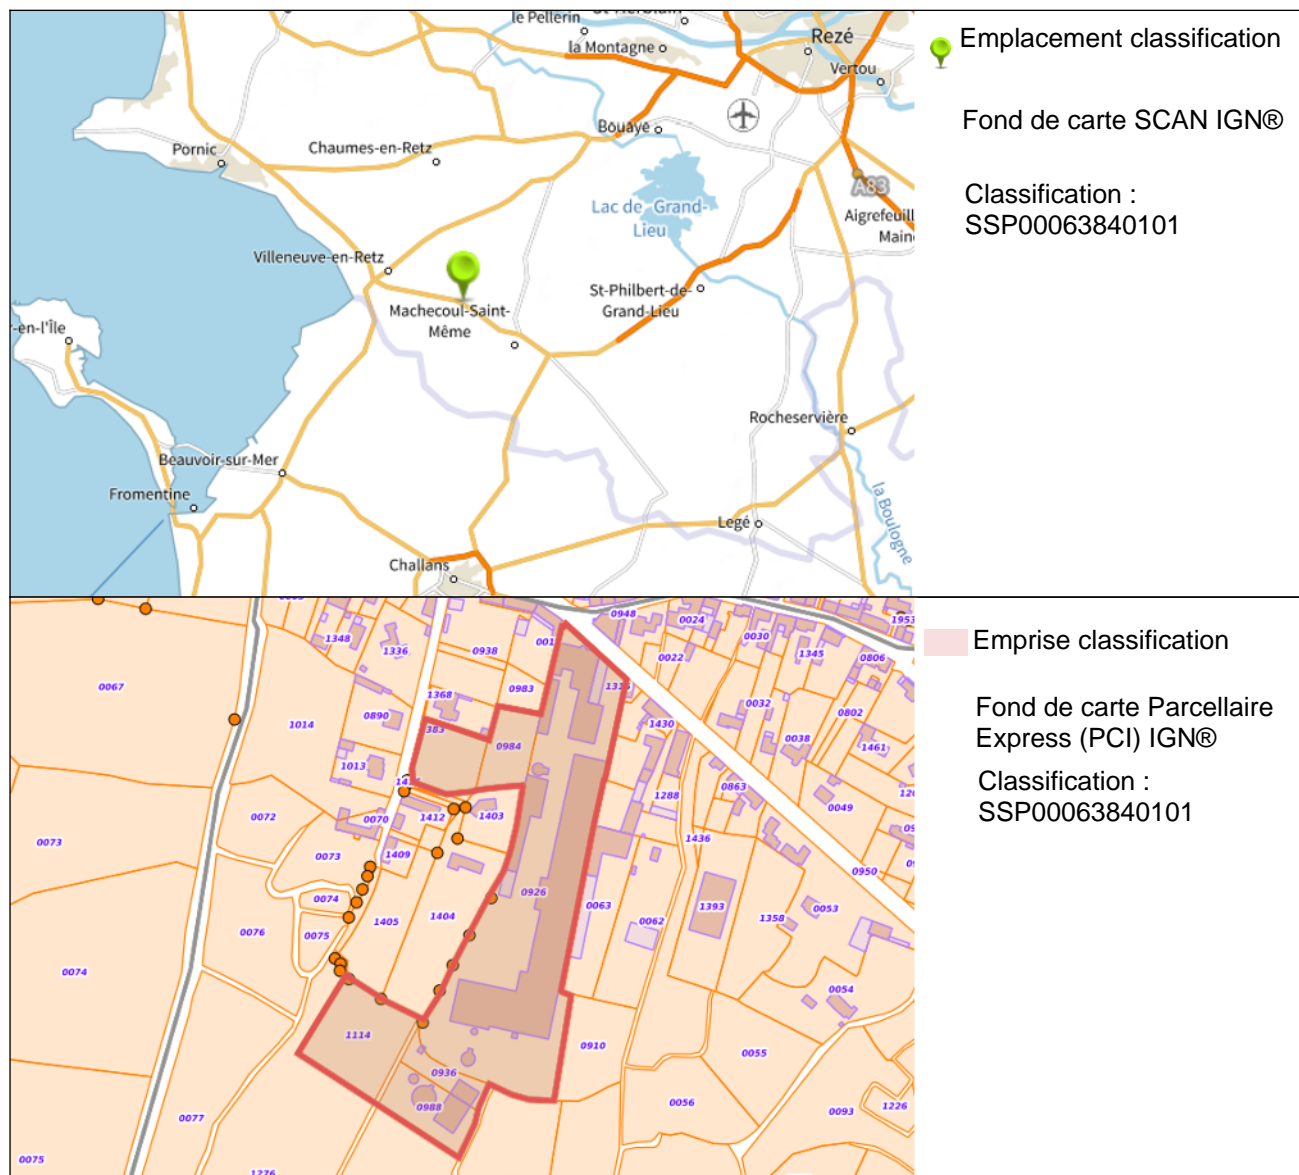 le Pellerin
Rezé
la Montagne
Vertou
Bouaye
Pornic
Chaumes-en-Retz
A83
Lac de Grand-
Lieu
Aigrefeuill
Main
Villeneuve-en-Retz
St-Philbert-de-
Grand-Lieu
Machecoul-Saint-
Même
-en-l'Île
Rocheservière
Beauvoir-sur-Mer
Fromentine
la Boulogne
Legé
Challans
Emplacement classification
Fond de carte SCAN IGN®
Classification :
SSP00063840101
0948
0024
1953
1348
1336
0938
001
0030
1345
0806
0022
0067
1368
0983
1316
0032
0802
1014
0890
383
0984
1430
0038
1461
1013
0863
1288
0049
0072
0070
1412
1403
1436
0073
0073
1409
0950
0074
0926
0063
1393
0053
1405
1404
0062
1358
0076
0075
0074
0054
1114
0910
0055
0936
0988
0056
0093
1226
0077
0075
1276
Emprise classification
Fond de carte Parcellaire
Express (PCI) IGN®
Classification :
SSP00063840101